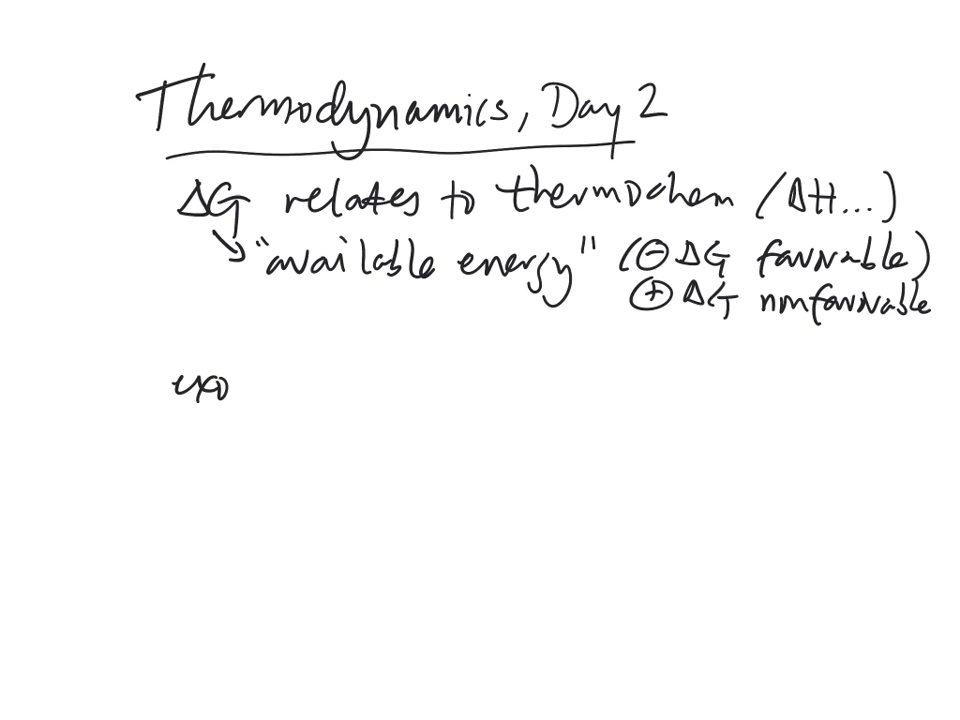 Thermodynamics, Day 2
ΔG relates to thermochem (ΔH...)
"available energy" (⊖ ΔG favorable)
⊕ ΔG nonfavorable
exo